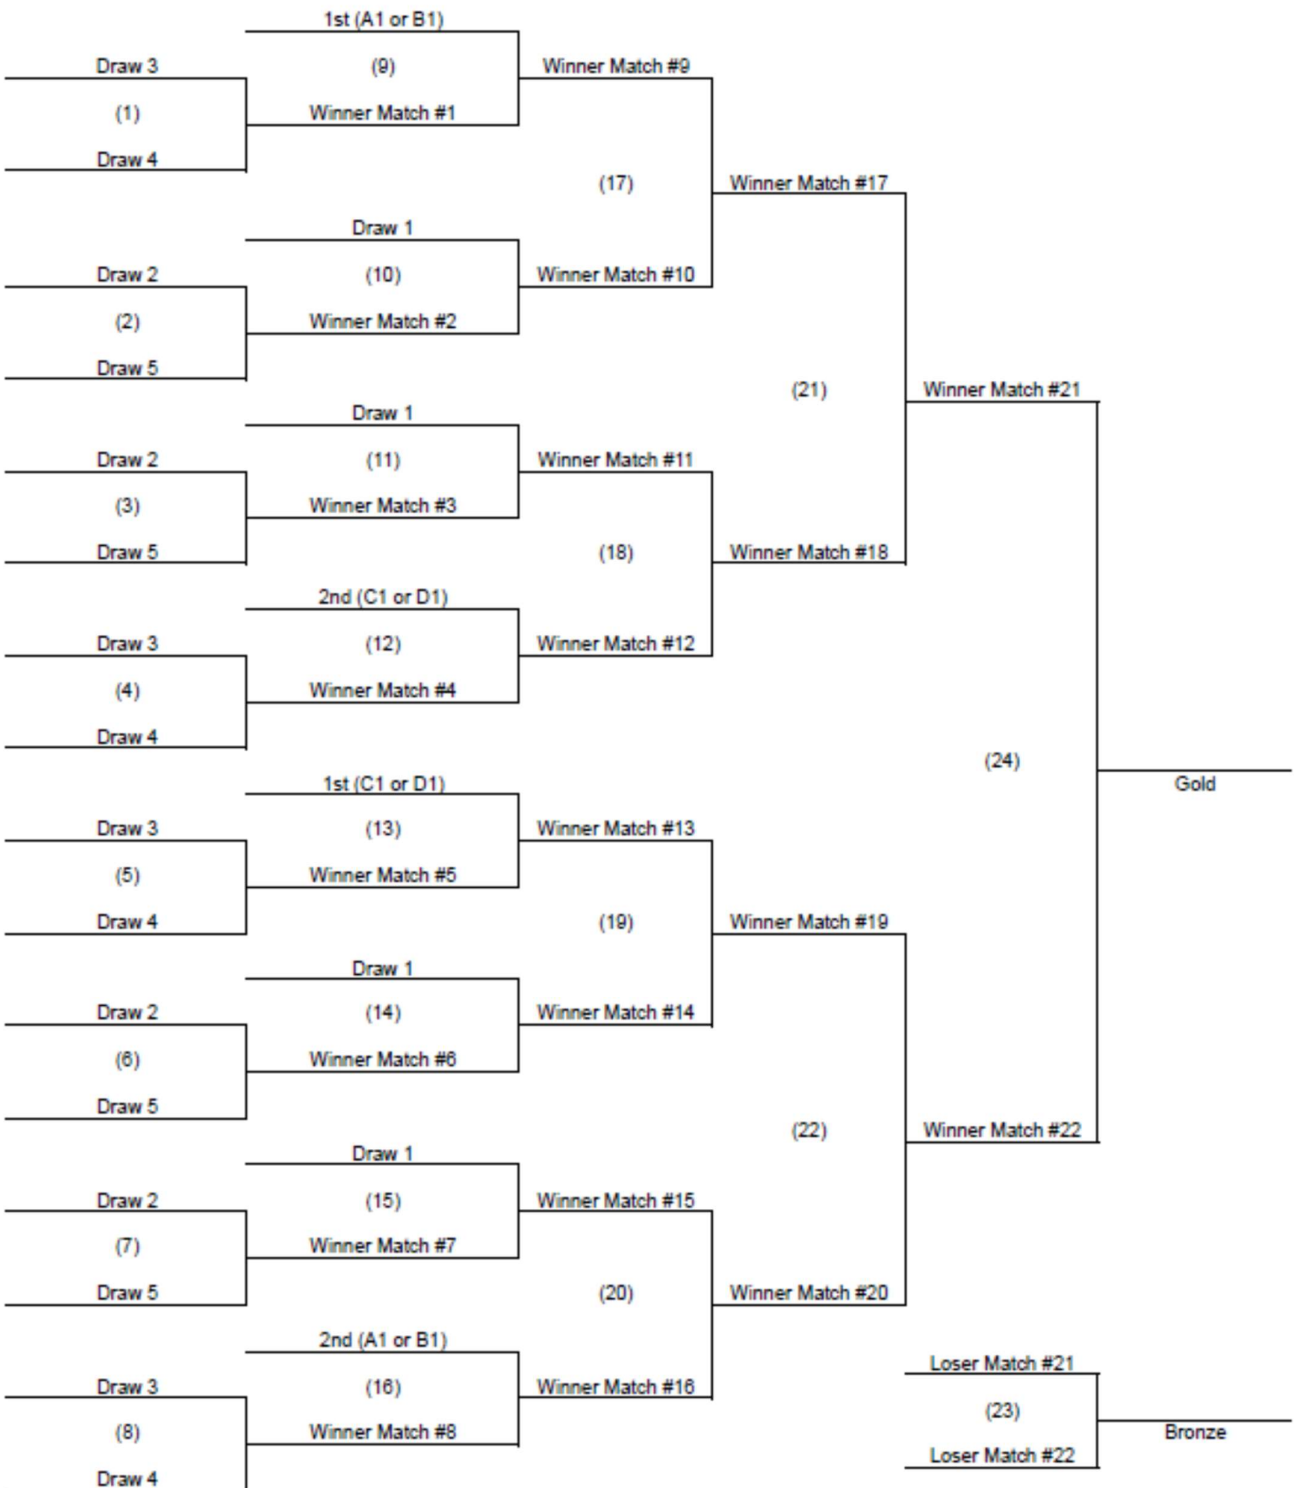 1st (A1 or B1)
Draw 3
(9)
Winner Match #9
(1)
Winner Match #1
Draw 4
(17)
Winner Match #17
Draw 1
Draw 2
(10)
Winner Match #10
(2)
Winner Match #2
Draw 5
(21)
Winner Match #21
Draw 1
Draw 2
(11)
Winner Match #11
(3)
Winner Match #3
Draw 5
(18)
Winner Match #18
2nd (C1 or D1)
Draw 3
(12)
Winner Match #12
(4)
Winner Match #4
Draw 4
(24)
Gold
1st (C1 or D1)
Draw 3
(13)
Winner Match #13
(5)
Winner Match #5
Draw 4
(19)
Winner Match #19
Draw 1
Draw 2
(14)
Winner Match #14
(6)
Winner Match #6
Draw 5
(22)
Winner Match #22
Draw 1
Draw 2
(15)
Winner Match #15
(7)
Winner Match #7
Draw 5
(20)
Winner Match #20
2nd (A1 or B1)
Loser Match #21
Draw 3
(16)
Winner Match #16
(23)
Bronze
(8)
Winner Match #8
Loser Match #22
Draw 4